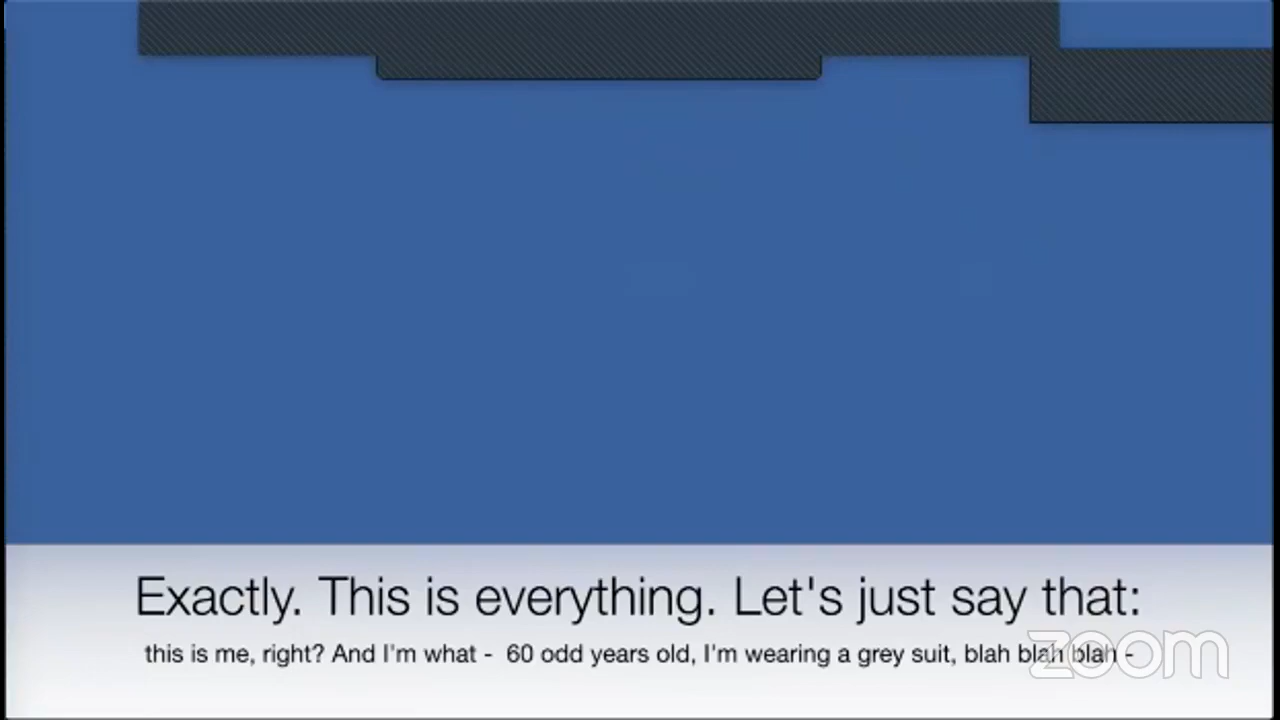 Exactly. This is everything. Let's just say that:
this is me, right? And I'm what -  60 odd years old, I'm wearing a grey suit, blah blah blah -
zoom